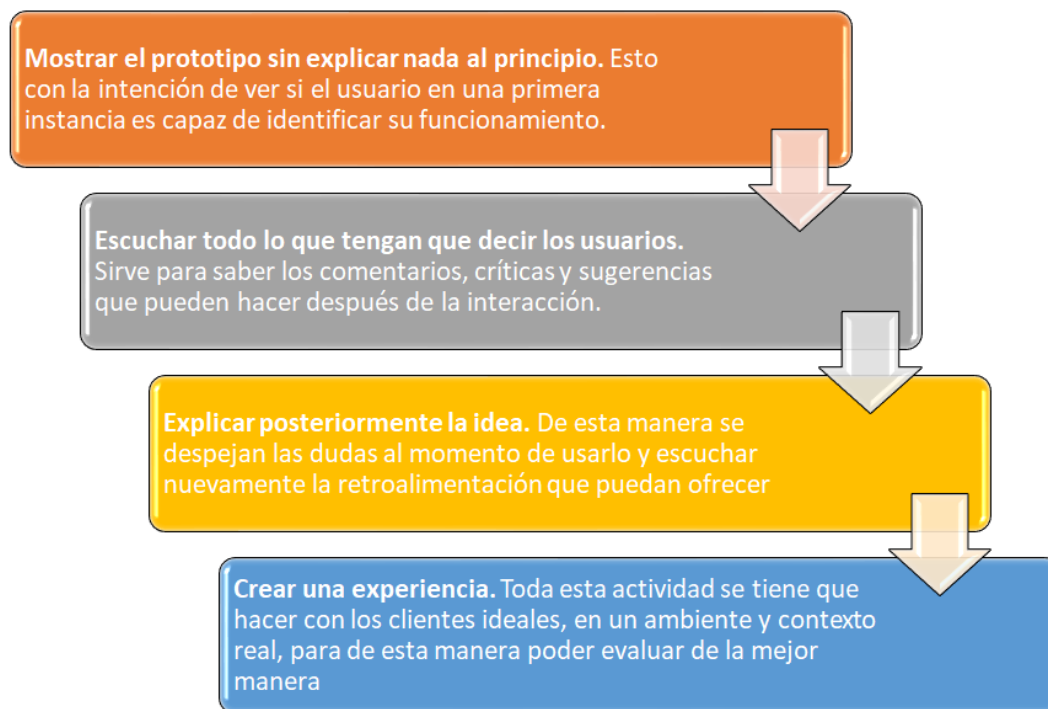 Mostrar el prototipo sin explicar nada al principio. Esto
con la intención de ver si el usuario en una primera
instancia es capaz de identificar su funcionamiento.
Escuchar todo lo que tengan que decir los usuarios.
Sirve para saber los comentarios, críticas y sugerencias
que pueden hacer después de la interacción.
Explicar posteriormente la idea. De esta manera se
despejan las dudas al momento de usarlo y escuchar
nuevamente la retroalimentación que puedan ofrecer
Crear una experiencia. Toda esta actividad se tiene que
hacer con los clientes ideales, en un ambiente y contexto
real, para de esta manera poder evaluar de la mejor
manera